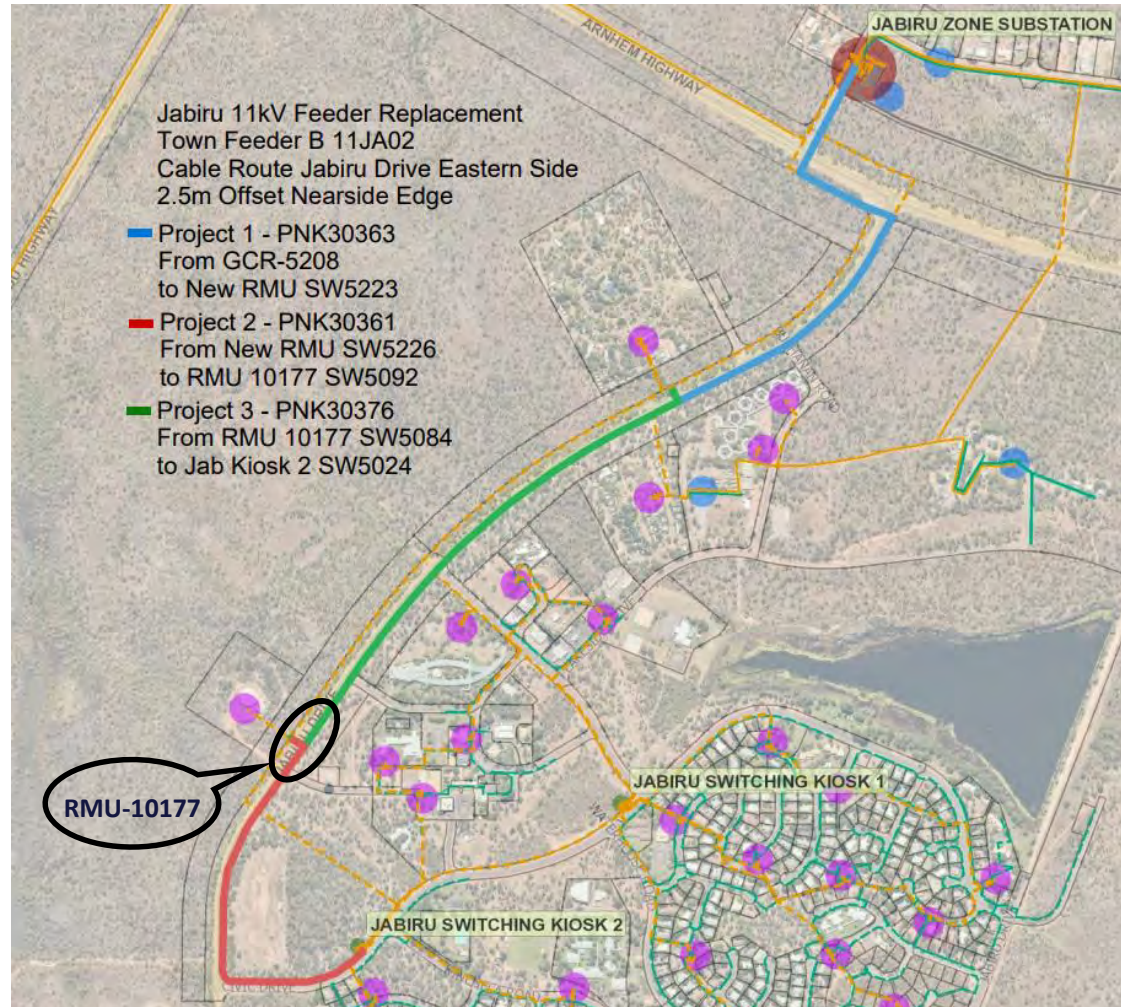 JABIRU ZONE SUBSTATION
ARNHEM HIGHWAY
Jabiru 11kV Feeder Replacement
Town Feeder B 11JA02
Cable Route Jabiru Drive Eastern Side
2.5m Offset Nearside Edge
Project 1 - PNK30363
From GCR-5208
to New RMU SW5223
Project 2 - PNK30361
From New RMU SW5226
to RMU 10177 SW5092
Project 3 - PNK30376
From RMU 10177 SW5084
to Jab Kiosk 2 SW5024
HIGHWAY
RMU-10177
JABIRU SWITCHING KIOSK 1
JABIRU SWITCHING KIOSK 2
CIVIC DRIVE